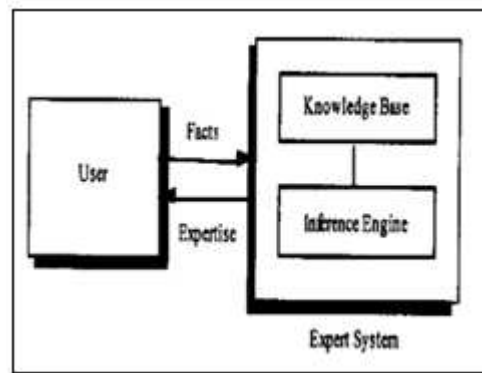 User
Facts
Expertise
Knowledge Base
Inference Engine
Expert System